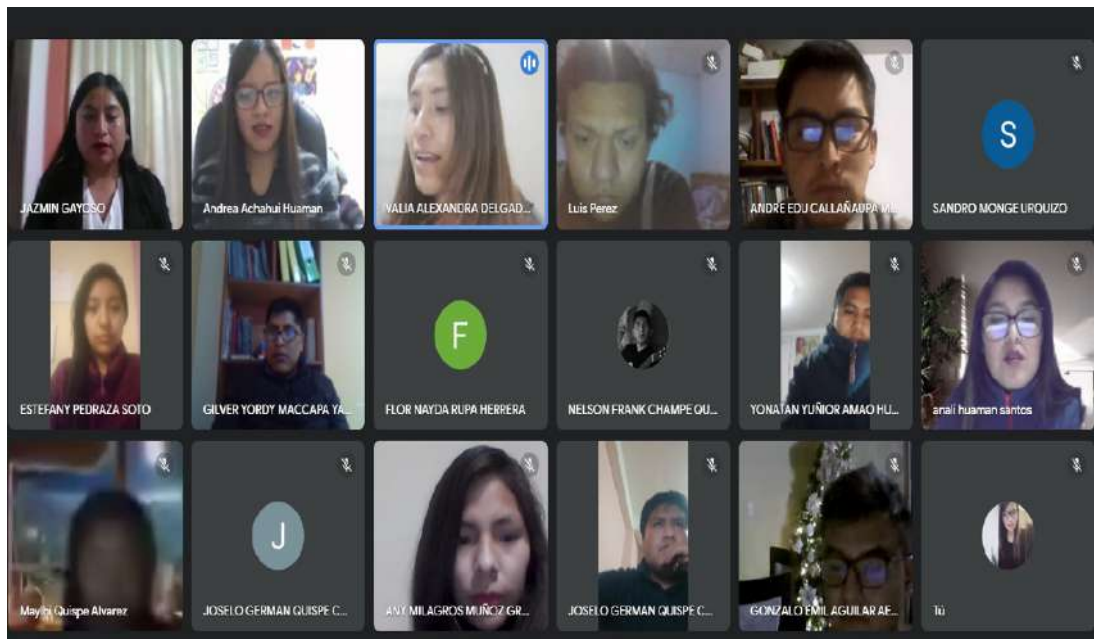 JAZMIN GAYOSO
Andrea Achahui Huaman
VALIA ALEXANDRA DELGAD...
Luis Perez
ANDRE EDU CALLAÑAUPA M...
S
SANDRO MONGE URQUIZO
ESTEFANY PEDRAZA SOTO
GILVER YORDY MACCAPA YA...
F
FLOR NAYDA RUPA HERRERA
NELSON FRANK CHAMPE QU...
YONATAN YUÑIOR AMAO HU...
anali huaman santos
Quispe Alvarez
J
JOSELO GERMAN QUISPE C...
ANY MILAGROS MUÑOZ GR...
JOSELO GERMAN QUISPE C...
GONZALO EMIL AGUILAR AE...
Tú